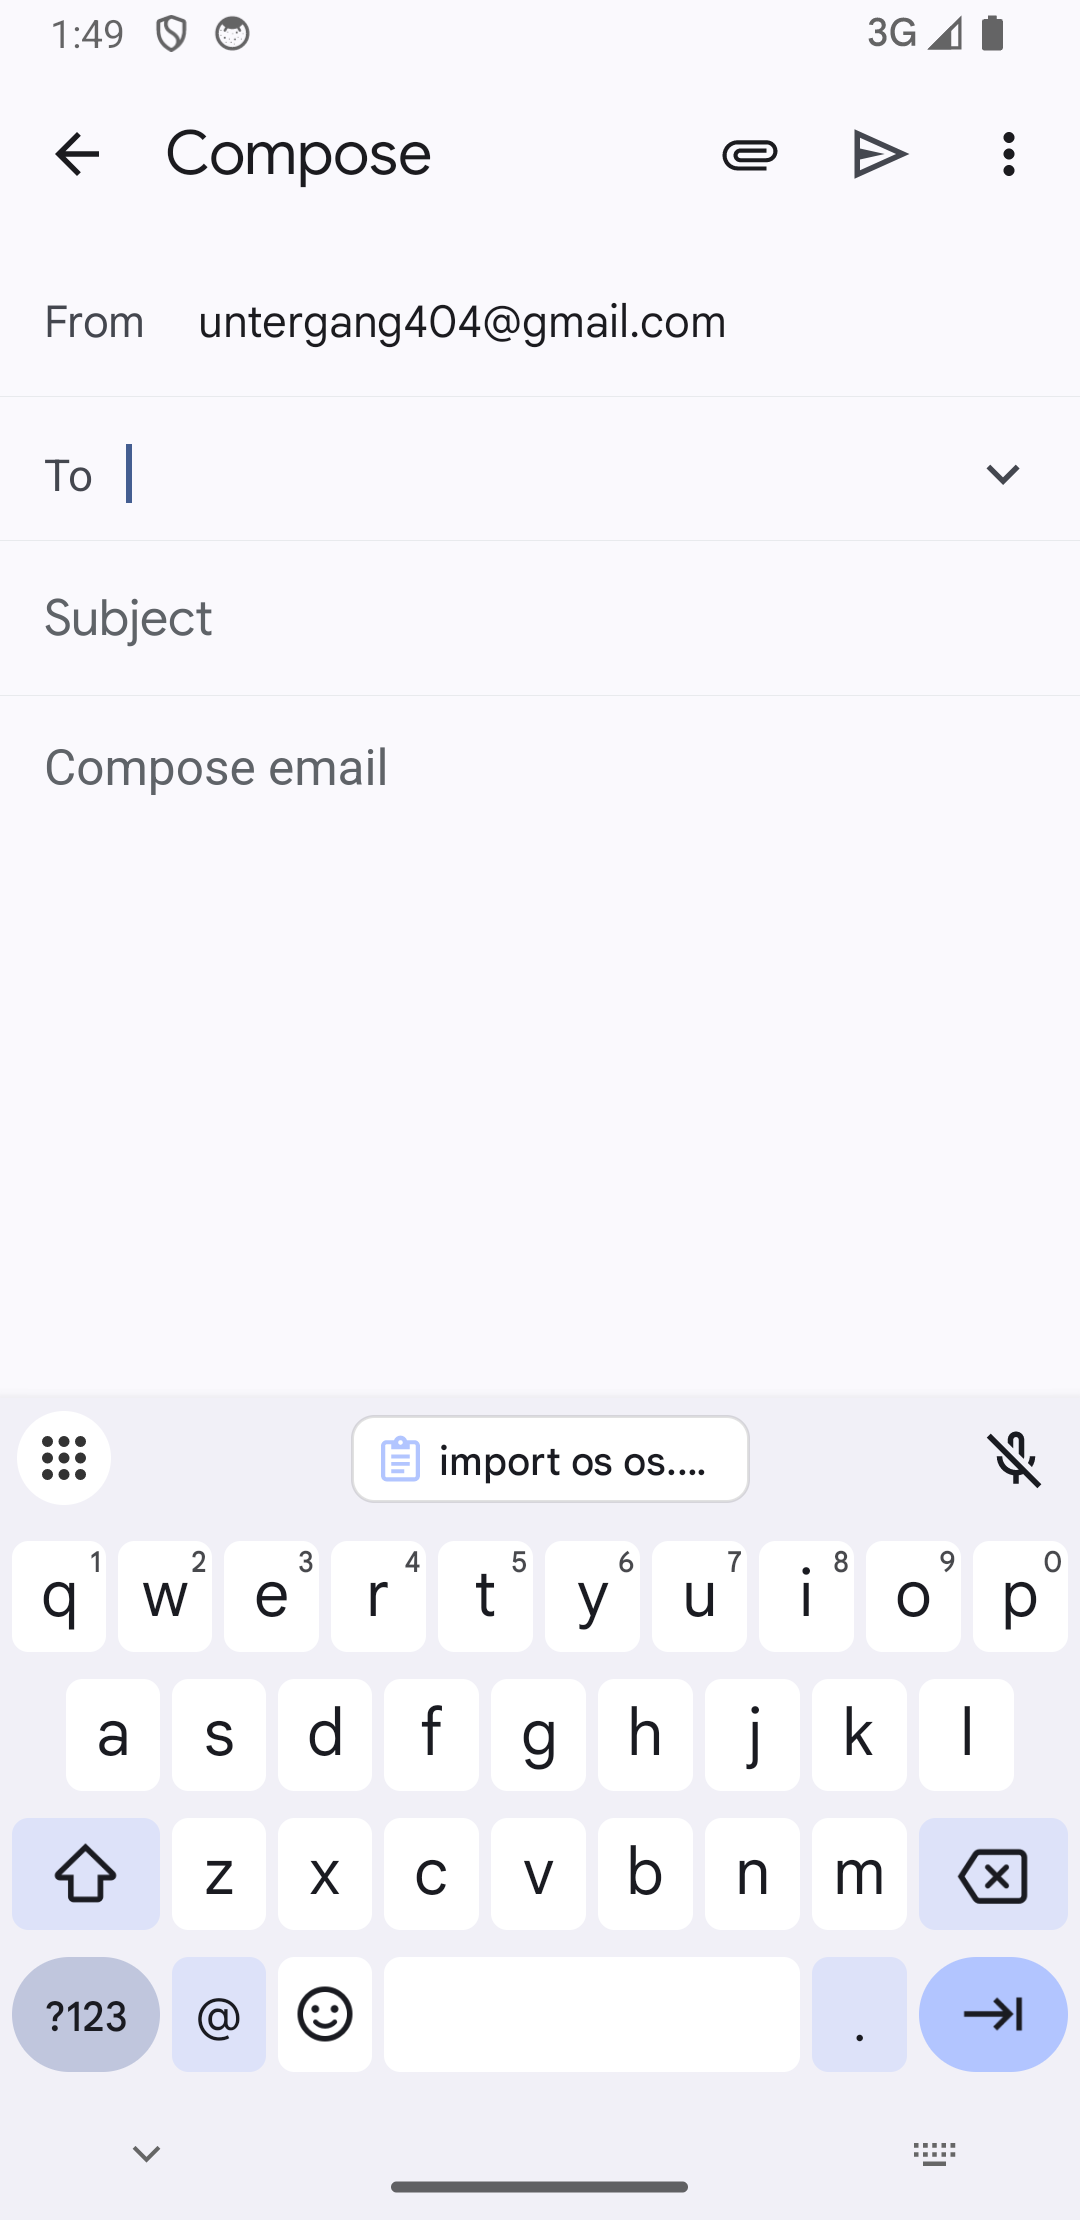 1:49 3G
Compose
From untergang404@gmail.com
To
Subject
Compose email
import os os....
q 1 w 2 e 3 r 4 t 5 y 6 u 7 i 8 o 9 p 0
a s d f g h j k l
z x c v b n m
?123 @ .